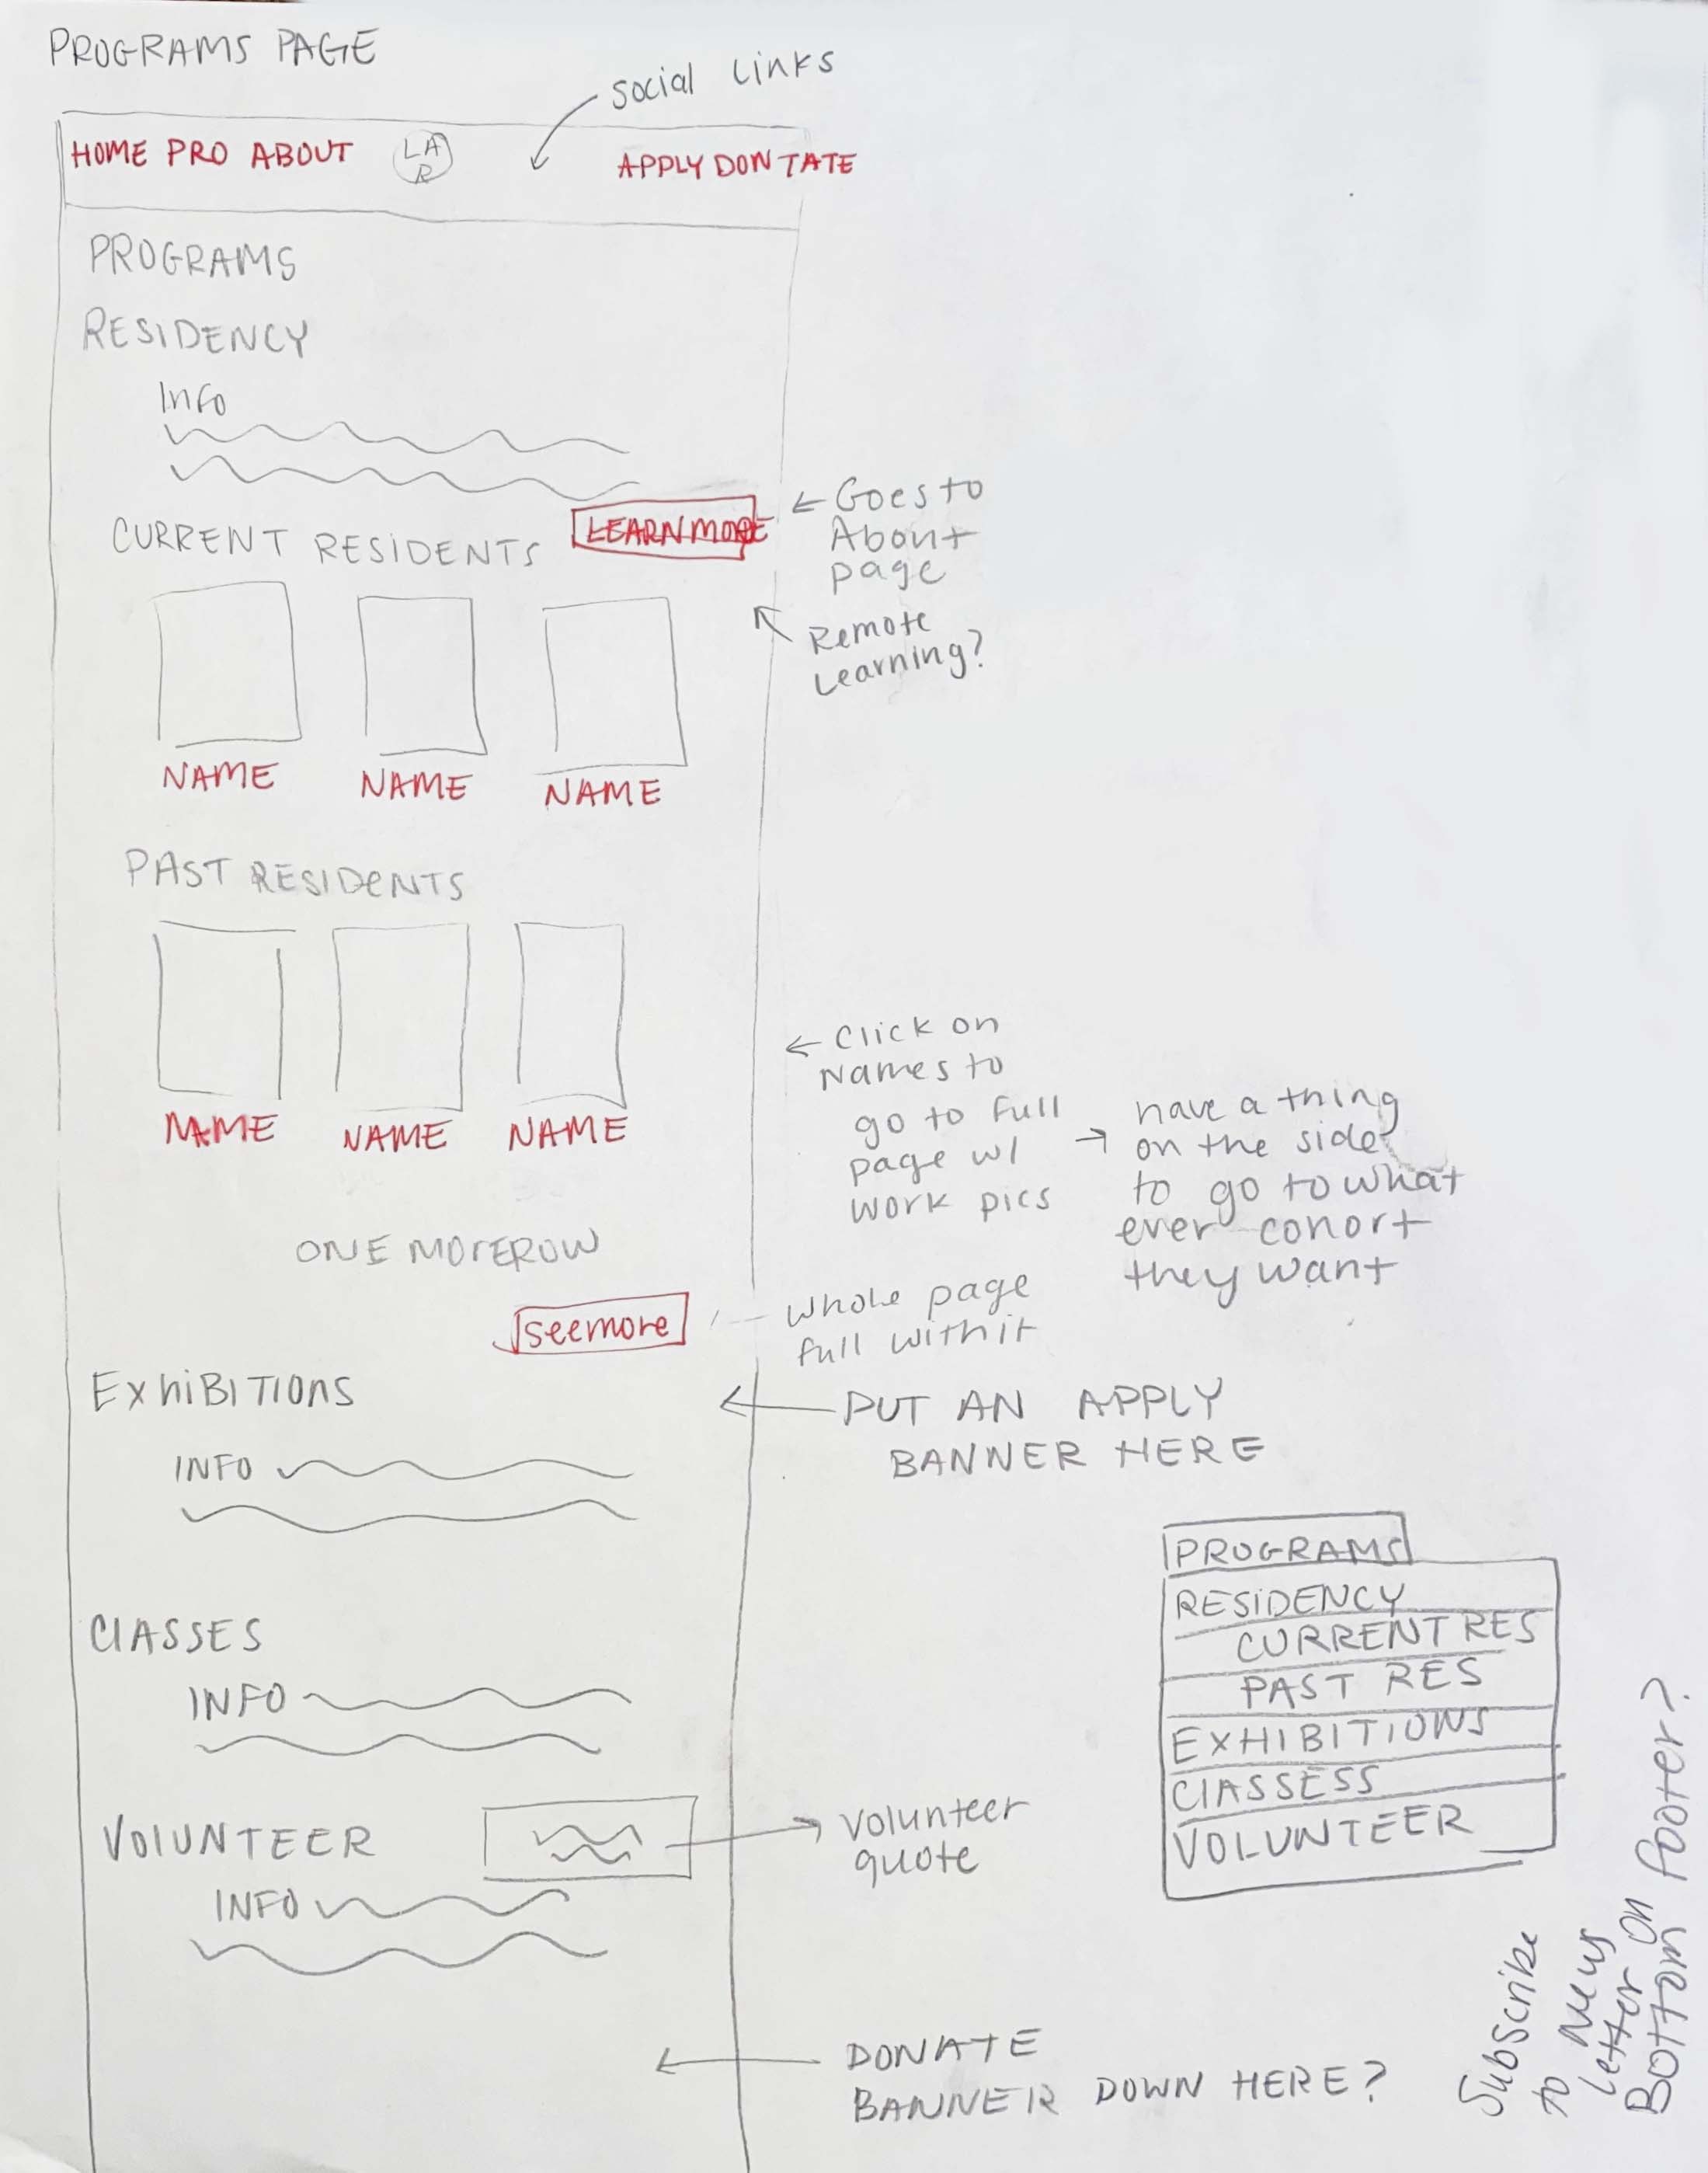 PROGRAMS PAGE
social links
HOME PRO ABOUT
LA
R
APPLY DONTATE
PROGRAMS
RESIDENCY
Info
LEARN MORE
← Goes to
About
page
CURRENT RESIDENTS
Remote
Learning?
NAME NAME NAME
PAST RESIDENTS
NAME NAME NAME
← Click on
Names to
go to full
page w/
work pics
→ have a thing
on the side
to go to what
ever cohort
they want
ONE MOrE ROW
see more
whole page
full with it
ExhiBITIONS
PUT AN APPLY
BANNER HERE
INFO
ClASSES
INFO
VOlUNTEER
volunteer
quote
INFO
DONATE
BANNER DOWN HERE?
PROGRAMS
RESIDENCY
CURRENT RES
PAST RES
EXHIBITIONS
ClASSESS
VOLUNTEER
Subscribe
to News
letter on
Bottom footer?